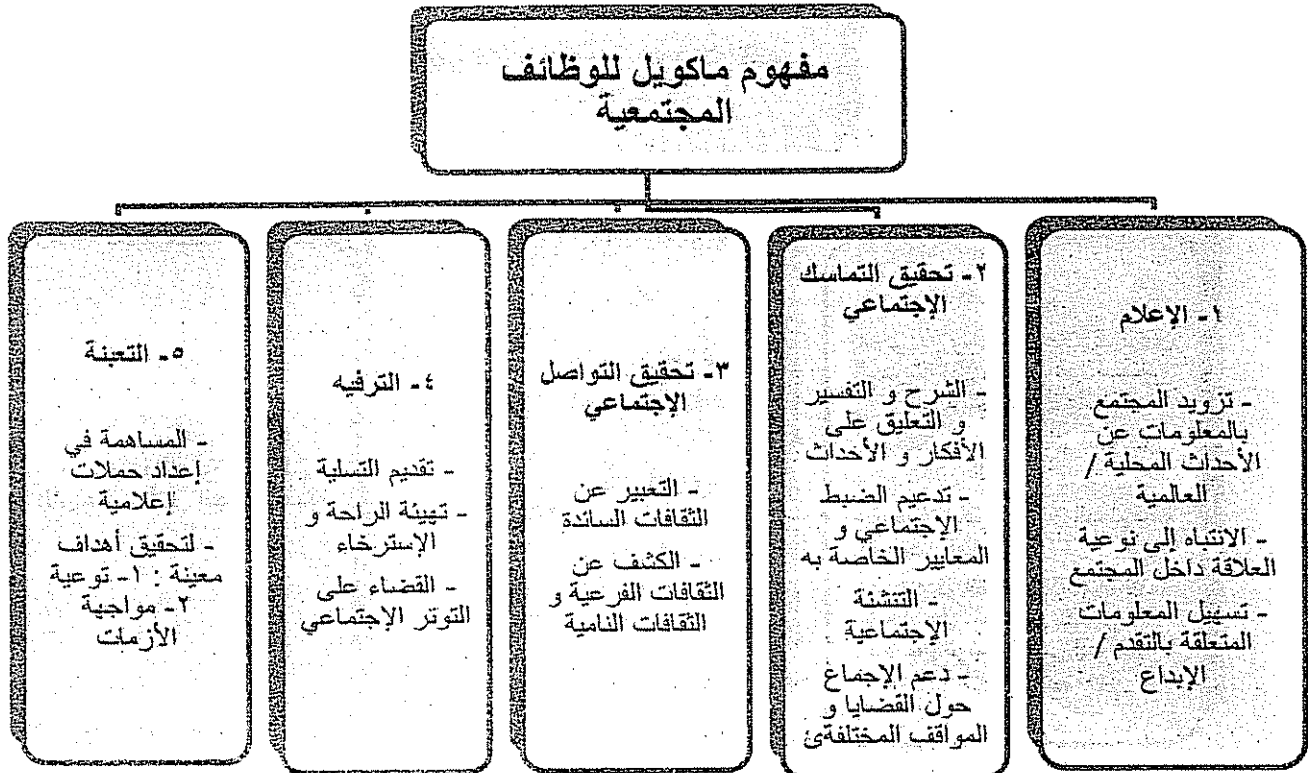 مفهوم ماكويل للوظائف
المجتمعية
١- الإعلام
- تزويد المجتمع
بالمعلومات عن
الأحداث المحلية /
العالمية
- الانتباه إلى نوعية
العلاقة داخل المجتمع
- تسهيل المعلومات
المتعلقة بالتقدم /
الإبداع
٢- تحقيق التماسك
الإجتماعي
- الشرح و التفسير
و التعليق على
الأفكار و الأحداث
- تدعيم الضبط
الإجتماعي و
المعايير الخاصة به
- التنشئة
الإجتماعية
- دعم الإجماغ
حول القضايا و
المواقف المختلفةئ
٣- تحقيق التواصل
الإجتماعي
- التعبير عن
الثقافات السائدة
- الكشف عن
الثقافات الفرعية و
الثقافات النامية
٤- الترفيه
- تقديم التسلية
- تهيئة الراحة و
الإسترخاء
- القضاء على
التوتر الإجتماعي
٥- التعبئة
- المساهمة في
إعداد حملات
إعلامية
- لتحقيق أهداف
معينة : ١- توعية
٢- مواجهة
الأزمات